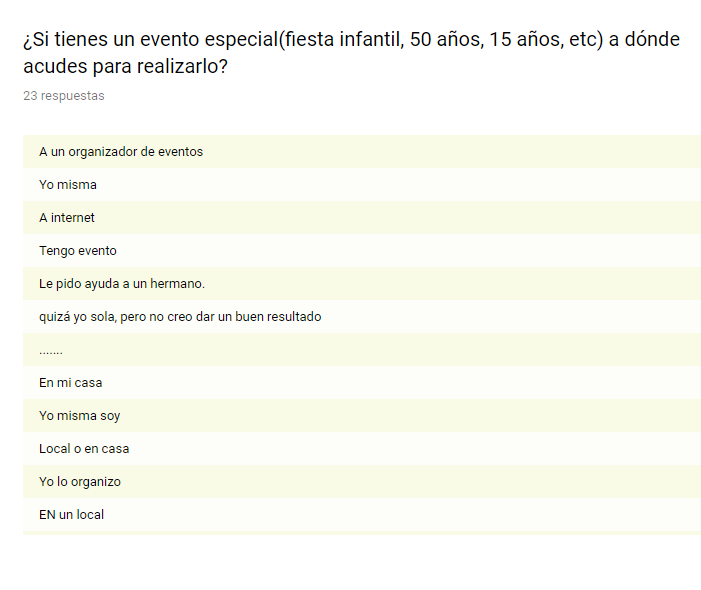 ¿Si tienes un evento especial(fiesta infantil, 50 años, 15 años, etc) a dónde
acudes para realizarlo?
23 respuestas
A un organizador de eventos
Yo misma
A internet
Tengo evento
Le pido ayuda a un hermano.
quizá yo sola, pero no creo dar un buen resultado
.......
En mi casa
Yo misma soy
Local o en casa
Yo lo organizo
EN un local